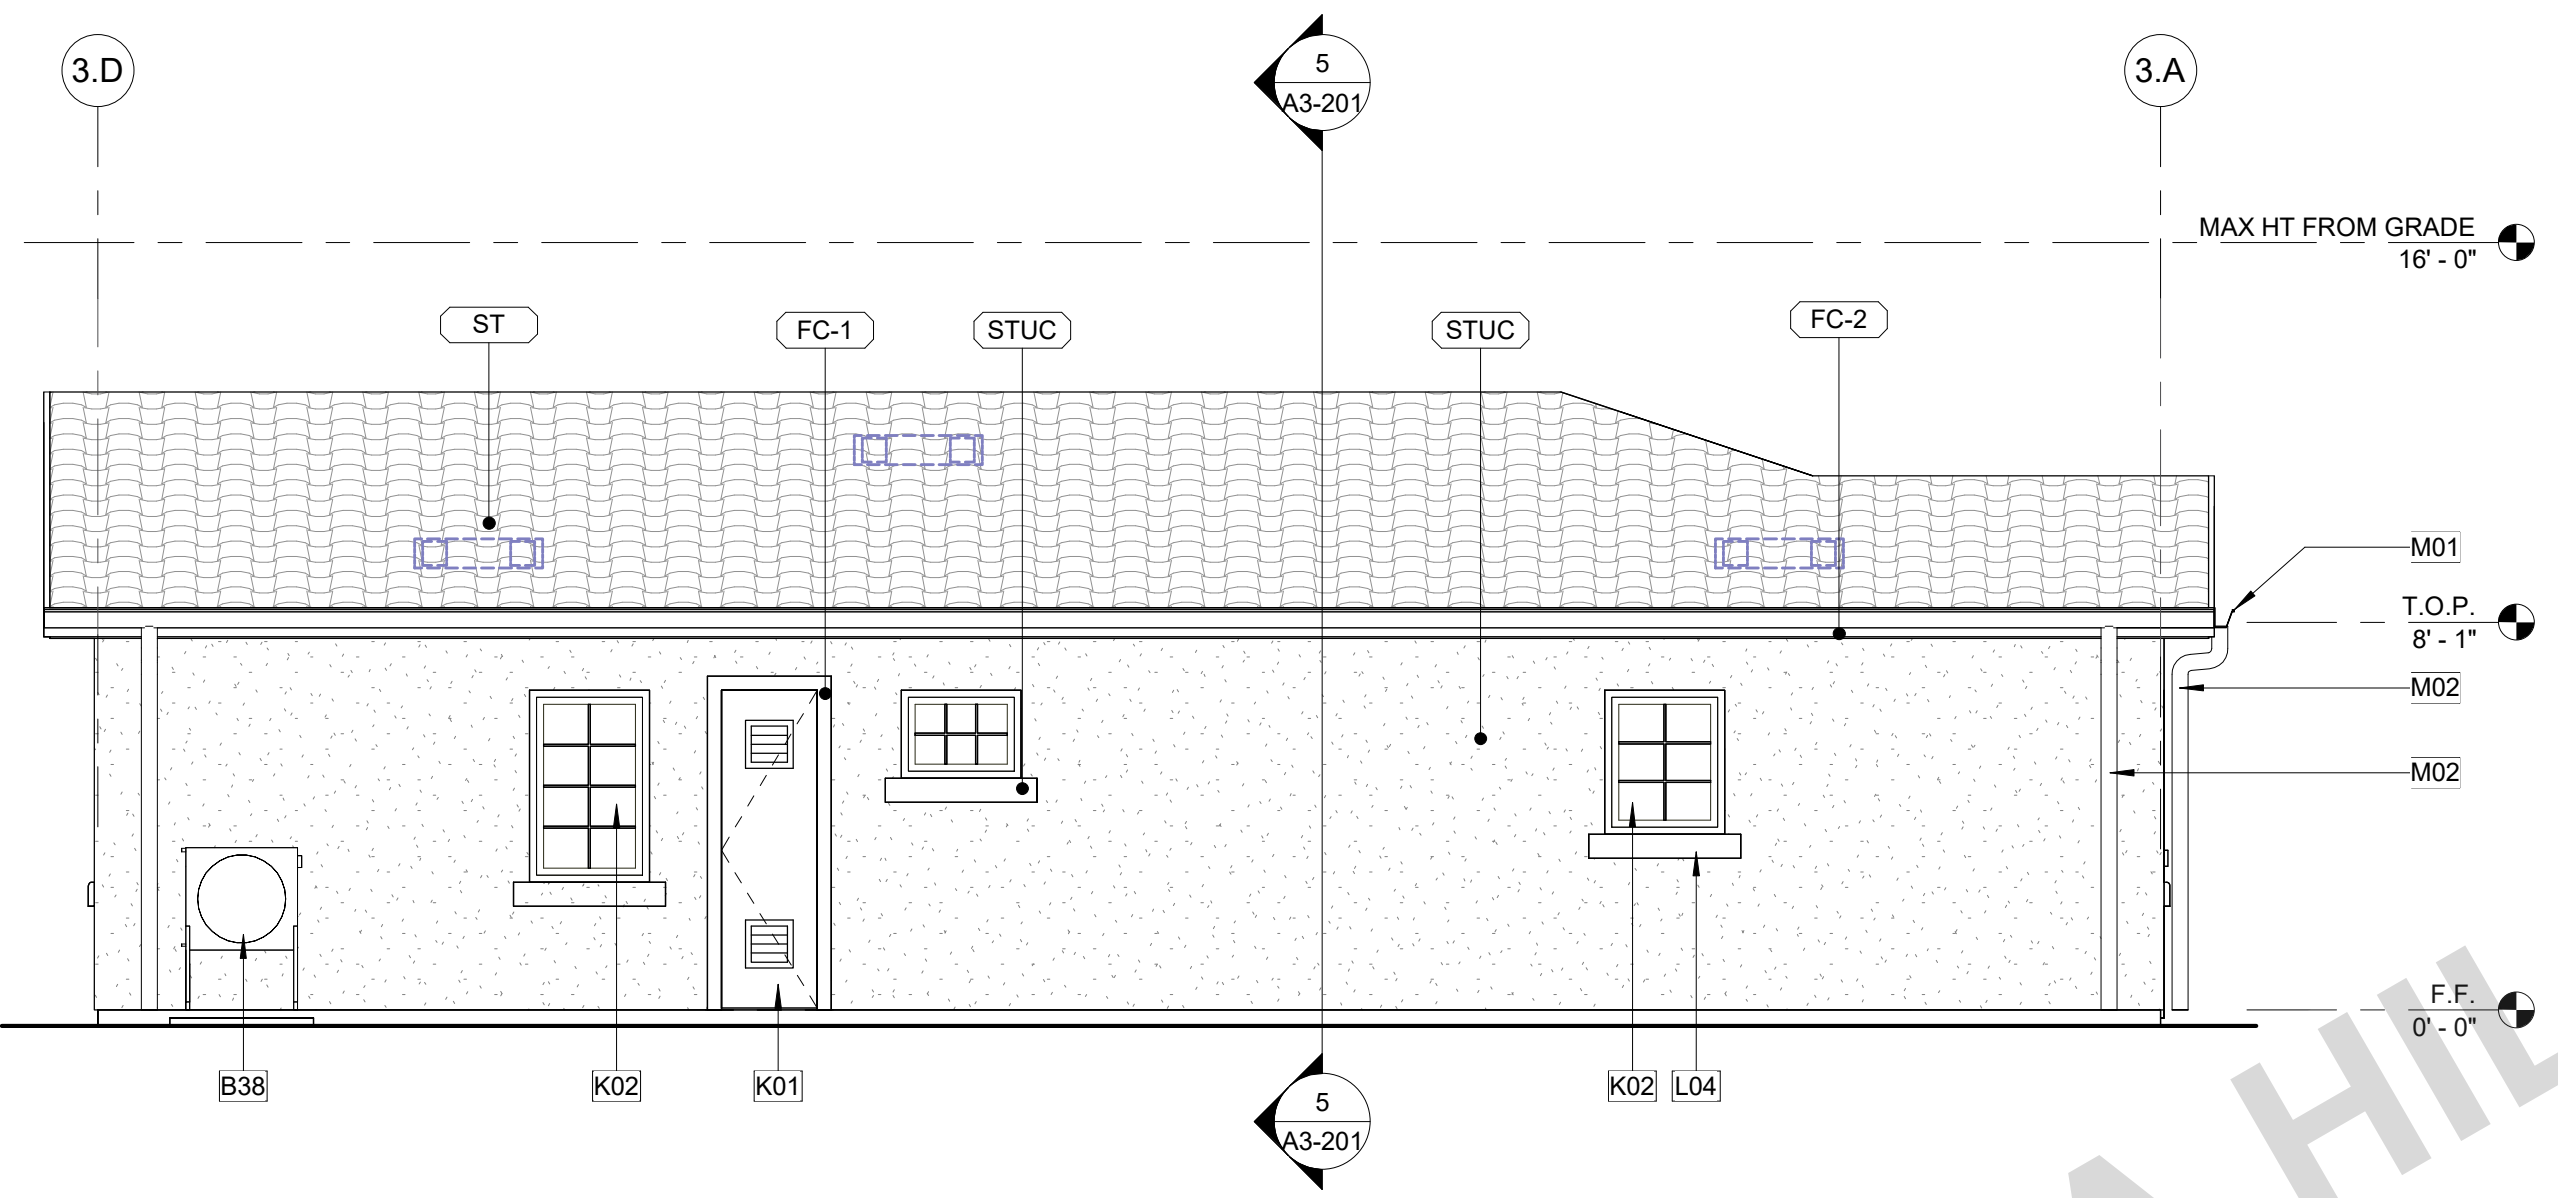 3.D
5
A3-201
3.A
MAX HT FROM GRADE
16' - 0"
ST
FC-1
STUC
STUC
FC-2
M01
T.O.P.
8' - 1"
M02
M02
F.F.
0' - 0"
B38
K02
K01
K02
L04
5
A3-201